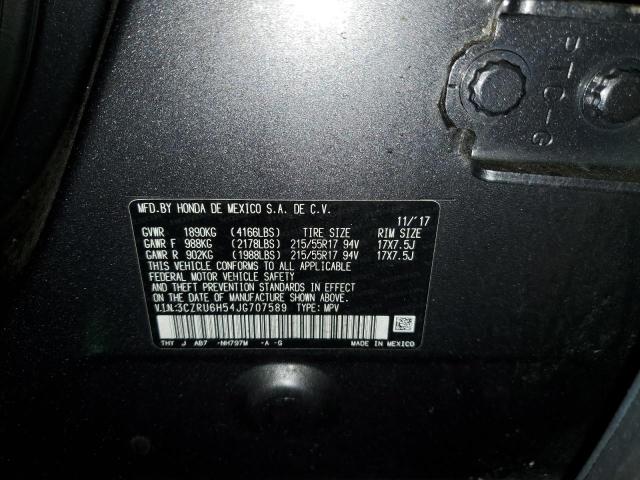 PTC-G
MFD.BY HONDA DE MEXICO S.A. DE C.V. 11/'17
GVWR 1890KG (4166LBS) TIRE SIZE RIM SIZE
GAWR F 988KG (2178LBS) 215/55R17 94V 17X7.5J
GAWR R 902KG (1988LBS) 215/55R17 94V 17X7.5J
THIS VEHICLE CONFORMS TO ALL APPLICABLE
FEDERAL MOTOR VEHICLE SAFETY
AND THEFT PREVENTION STANDARDS IN EFFECT
ON THE DATE OF MANUFACTURE SHOWN ABOVE.
V.I.N.:3CZRU6H54JG707589 TYPE: MPV
THY J AB7 -NH797M -A -G MADE IN MEXICO